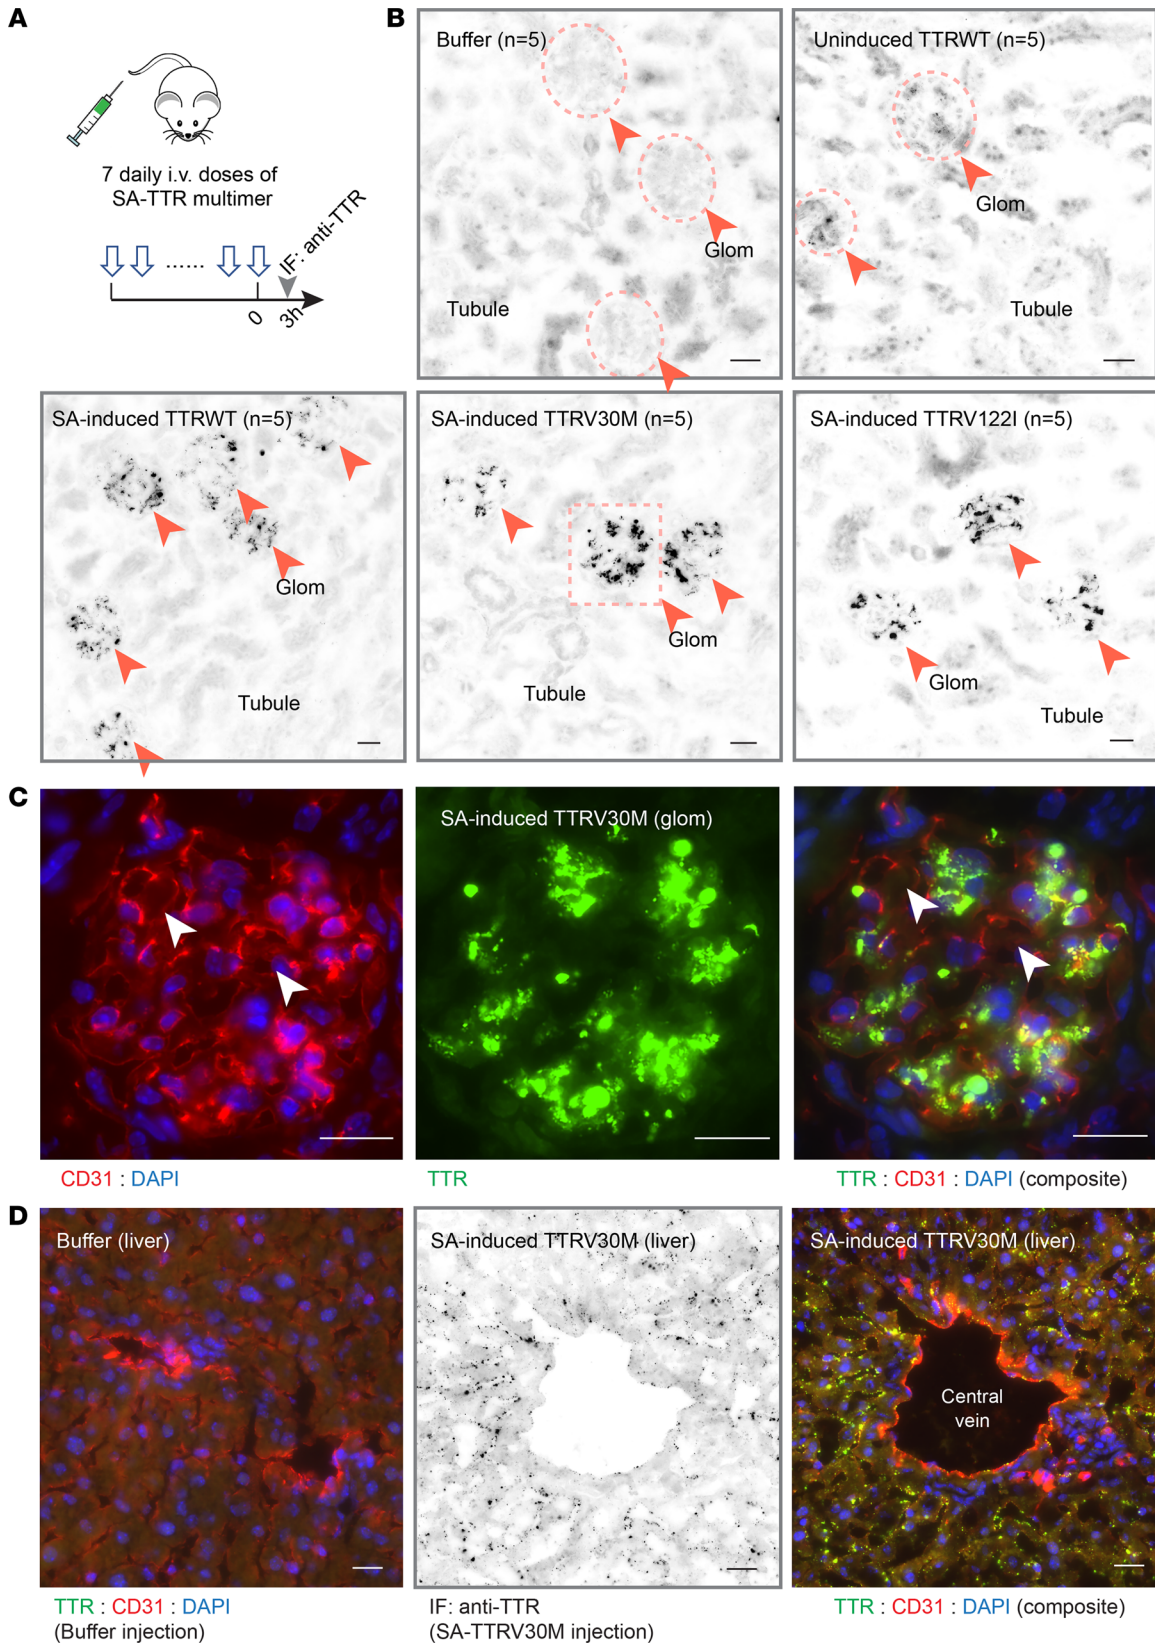 A
7 daily i.v. doses of
SA-TTR multimer
......
IF: anti-TTR
0
3h
B
Buffer (n=5)
Glom
Tubule
Uninduced TTRWT (n=5)
Glom
Tubule
SA-induced TTRWT (n=5)
Glom
Tubule
SA-induced TTRV30M (n=5)
Glom
Tubule
SA-induced TTRV122I (n=5)
Glom
Tubule
C
SA-induced TTRV30M (glom)
CD31 : DAPI
TTR
TTR : CD31 : DAPI (composite)
D
Buffer (liver)
SA-induced TTRV30M (liver)
SA-induced TTRV30M (liver)
Central
vein
TTR : CD31 : DAPI
(Buffer injection)
IF: anti-TTR
(SA-TTRV30M injection)
TTR : CD31 : DAPI (composite)